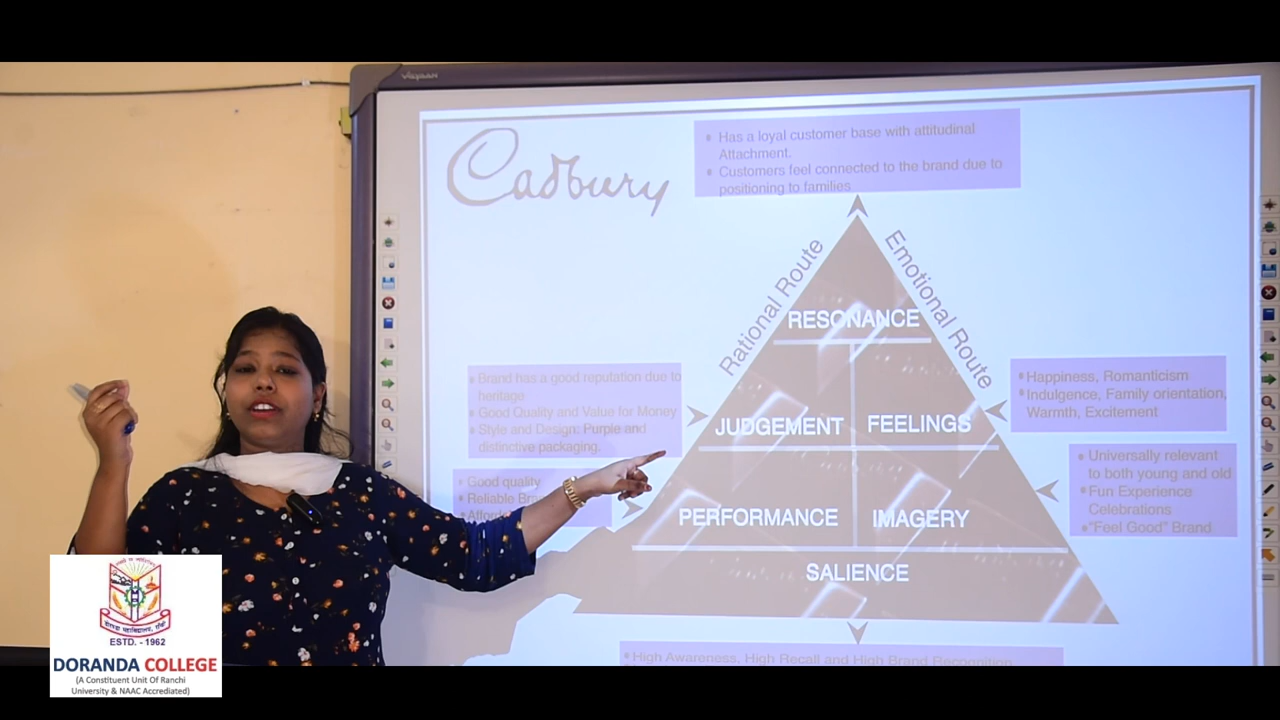 Cadbury
Has a loyal customer base with attitudinal
Attachment.
Customers feel connected to the brand due to
positioning to families
Rational Route
Emotional Route
RESONANCE
Brand has a good reputation due to
heritage
Good Quality and Value for Money
Style and Design: Purple and
distinctive packaging.
JUDGEMENT
FEELINGS
Happiness, Romanticism
Indulgence, Family orientation,
Warmth, Excitement
Good quality
Reliable
PERFORMANCE
IMAGERY
Universally relevant
to both young and old
Fun Experience
Celebrations
"Feel Good" Brand
SALIENCE
High Awareness, High Recall and High Brand Recognition
ESTD. - 1962
DORANDA COLLEGE
(A Constituent Unit Of Ranchi
University & NAAC Accredited)